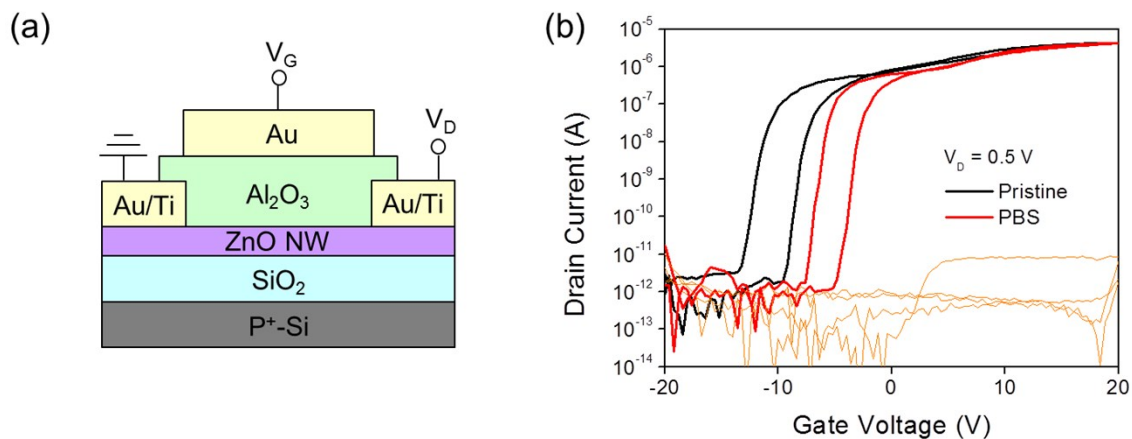 (a)
V_G
Au
V_D
Au/Ti
Al₂O₃
Au/Ti
ZnO NW
SiO₂
P⁺-Si
(b)
Drain Current (A)
10⁻⁵
10⁻⁶
10⁻⁷
10⁻⁸
10⁻⁹
10⁻¹⁰
10⁻¹¹
10⁻¹²
10⁻¹³
10⁻¹⁴
V_D = 0.5 V
Pristine
PBS
-20 -10 0 10 20
Gate Voltage (V)